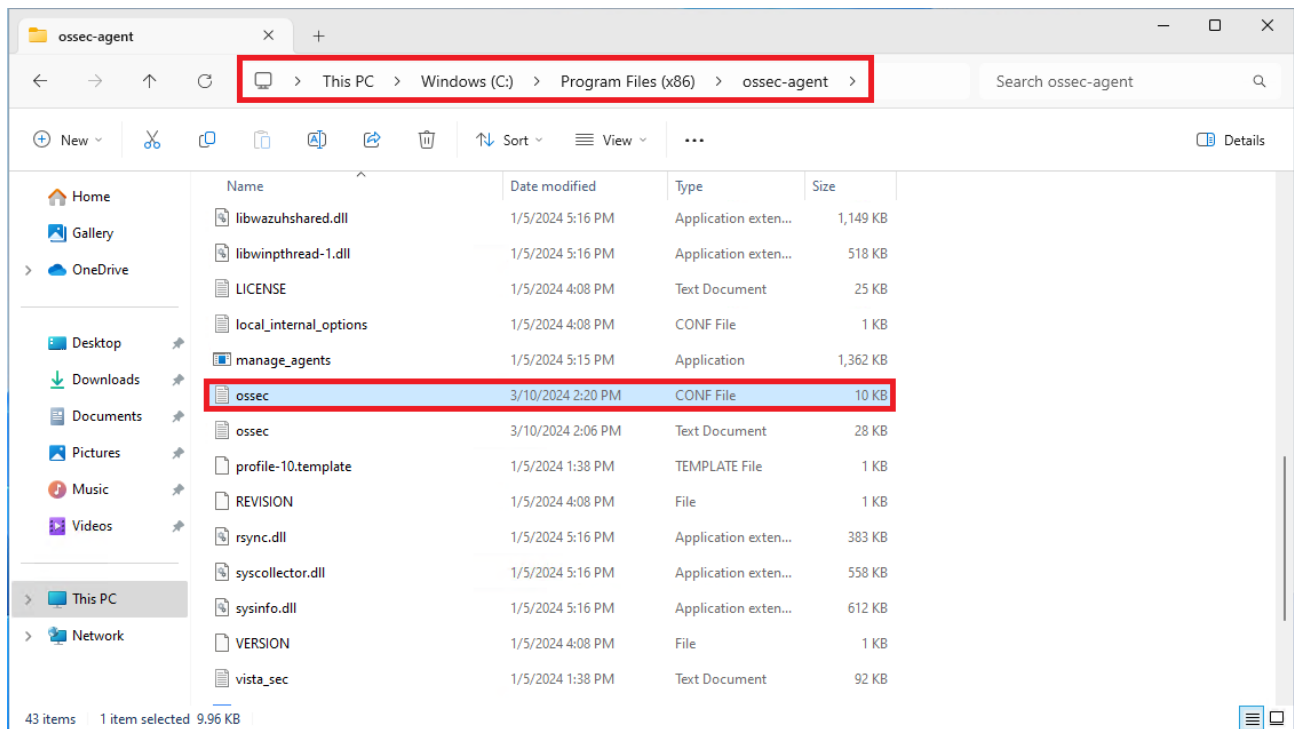 ossec-agent
This PC > Windows (C:) > Program Files (x86) > ossec-agent >
Search ossec-agent
New
Sort
View
Details
Home
Gallery
OneDrive
Desktop
Downloads
Documents
Pictures
Music
Videos
This PC
Network
Name Date modified Type Size
libwazuhshared.dll 1/5/2024 5:16 PM Application exten... 1,149 KB
libwinpthread-1.dll 1/5/2024 5:16 PM Application exten... 518 KB
LICENSE 1/5/2024 4:08 PM Text Document 25 KB
local_internal_options 1/5/2024 4:08 PM CONF File 1 KB
manage_agents 1/5/2024 5:15 PM Application 1,362 KB
ossec 3/10/2024 2:20 PM CONF File 10 KB
ossec 3/10/2024 2:06 PM Text Document 28 KB
profile-10.template 1/5/2024 1:38 PM TEMPLATE File 1 KB
REVISION 1/5/2024 4:08 PM File 1 KB
rsync.dll 1/5/2024 5:16 PM Application exten... 383 KB
syscollector.dll 1/5/2024 5:16 PM Application exten... 558 KB
sysinfo.dll 1/5/2024 5:16 PM Application exten... 612 KB
VERSION 1/5/2024 4:08 PM File 1 KB
vista_sec 1/5/2024 1:38 PM Text Document 92 KB
43 items 1 item selected 9.96 KB